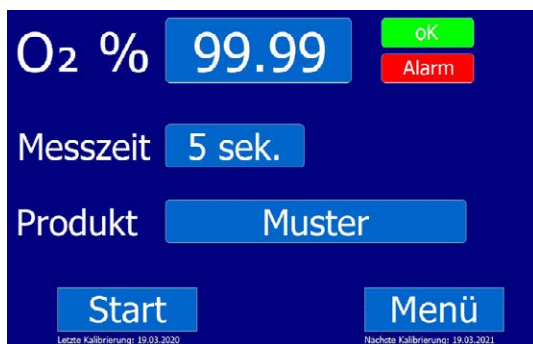 O₂ % 99.99 oK
Alarm
Messzeit 5 sek.
Produkt Muster
Start Menü
Letzte Kalibrierung: 19.03.2020 Nächste Kalibrierung: 19.03.2021